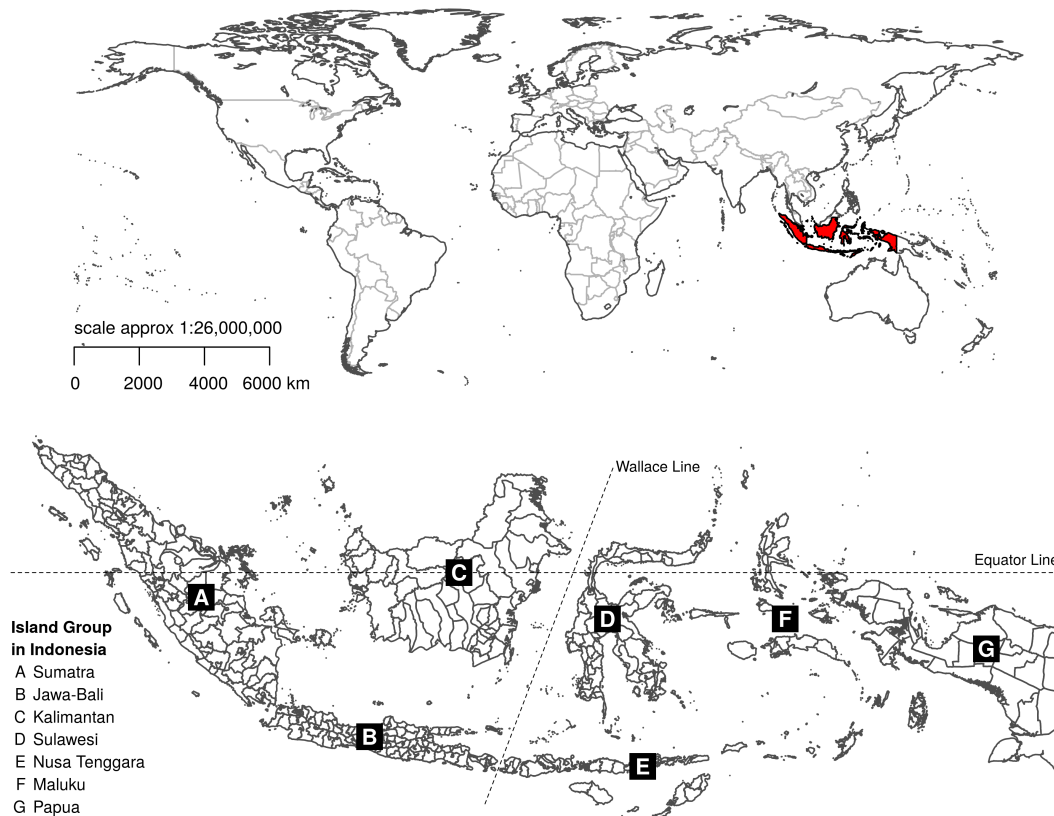 scale approx 1:26,000,000
0 2000 4000 6000 km
Wallace Line
Equator Line
C
A
D
F
G
B
E
Island Group
in Indonesia
A Sumatra
B Jawa-Bali
C Kalimantan
D Sulawesi
E Nusa Tenggara
F Maluku
G Papua